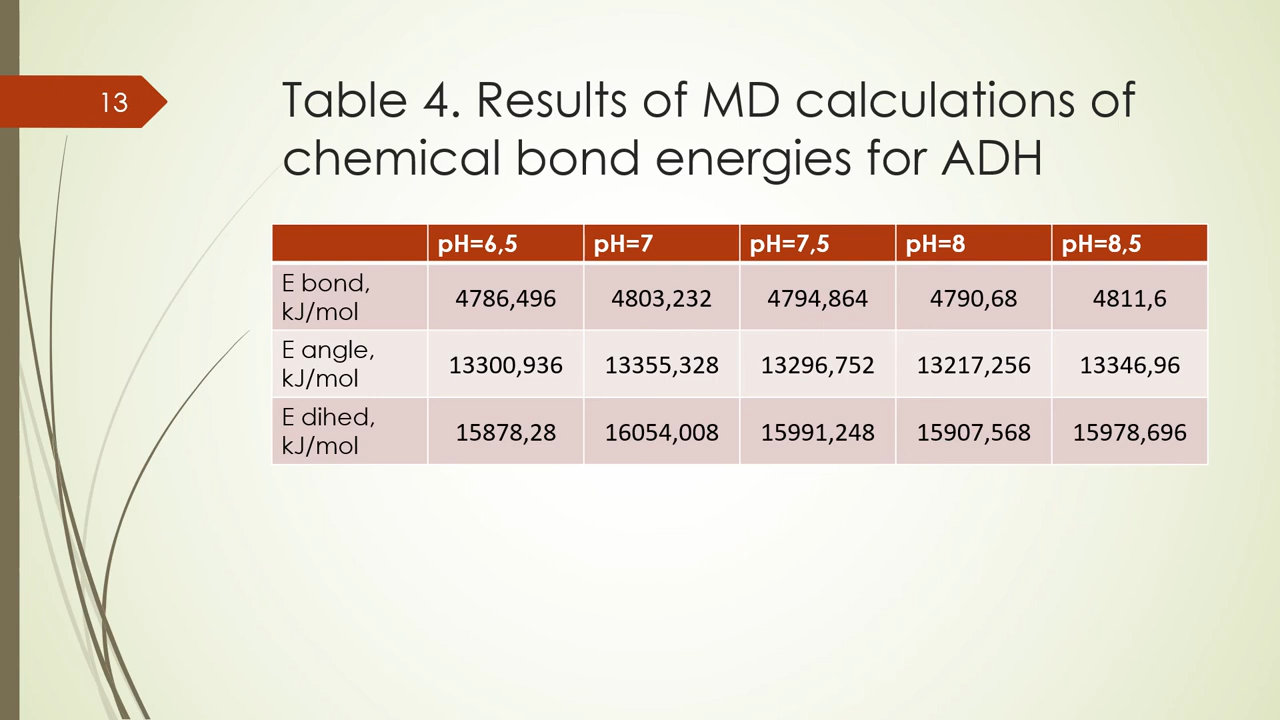 13
Table 4. Results of MD calculations of
chemical bond energies for ADH
pH=6,5 pH=7 pH=7,5 pH=8 pH=8,5
E bond,
kJ/mol 4786,496 4803,232 4794,864 4790,68 4811,6
E angle,
kJ/mol 13300,936 13355,328 13296,752 13217,256 13346,96
E dihed,
kJ/mol 15878,28 16054,008 15991,248 15907,568 15978,696